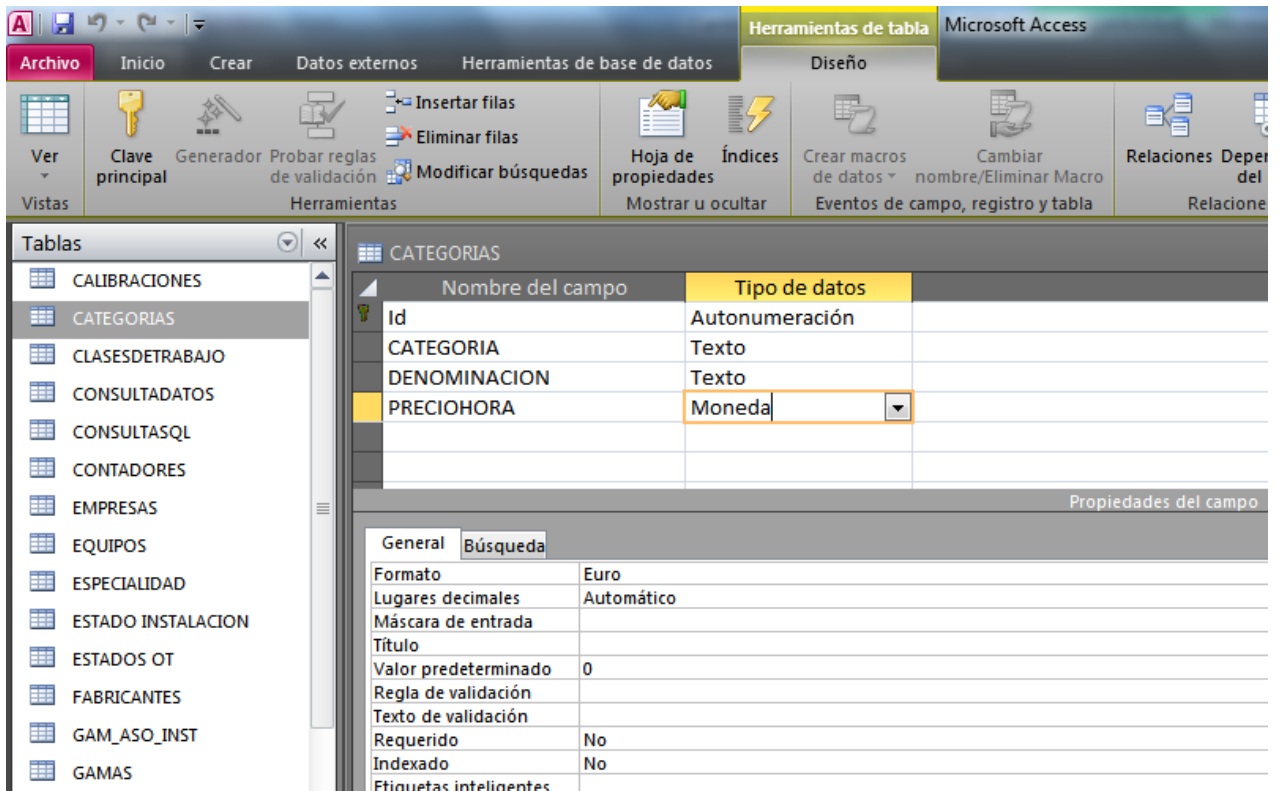 A
Herramientas de tabla Microsoft Access
Archivo Inicio Crear Datos externos Herramientas de base de datos Diseño
Ver
Clave principal
Generador
Probar reglas de validación
Insertar filas
Eliminar filas
Modificar búsquedas
Hoja de propiedades
Índices
Crear macros de datos
Cambiar nombre/Eliminar Macro
Relaciones
del
Vistas Herramientas Mostrar u ocultar Eventos de campo, registro y tabla
Tablas «
CALIBRACIONES
CATEGORIAS
CLASESDETRABAJO
CONSULTADATOS
CONSULTASQL
CONTADORES
EMPRESAS
EQUIPOS
ESPECIALIDAD
ESTADO INSTALACION
ESTADOS OT
FABRICANTES
GAM_ASO_INST
GAMAS
CATEGORIAS
Nombre del campo Tipo de datos
Id Autonumeración
CATEGORIA Texto
DENOMINACION Texto
PRECIOHORA Moneda
Propiedades del campo
General Búsqueda
Formato Euro
Lugares decimales Automático
Máscara de entrada
Título
Valor predeterminado 0
Regla de validación
Texto de validación
Requerido No
Indexado No
Etiquetas inteligentes